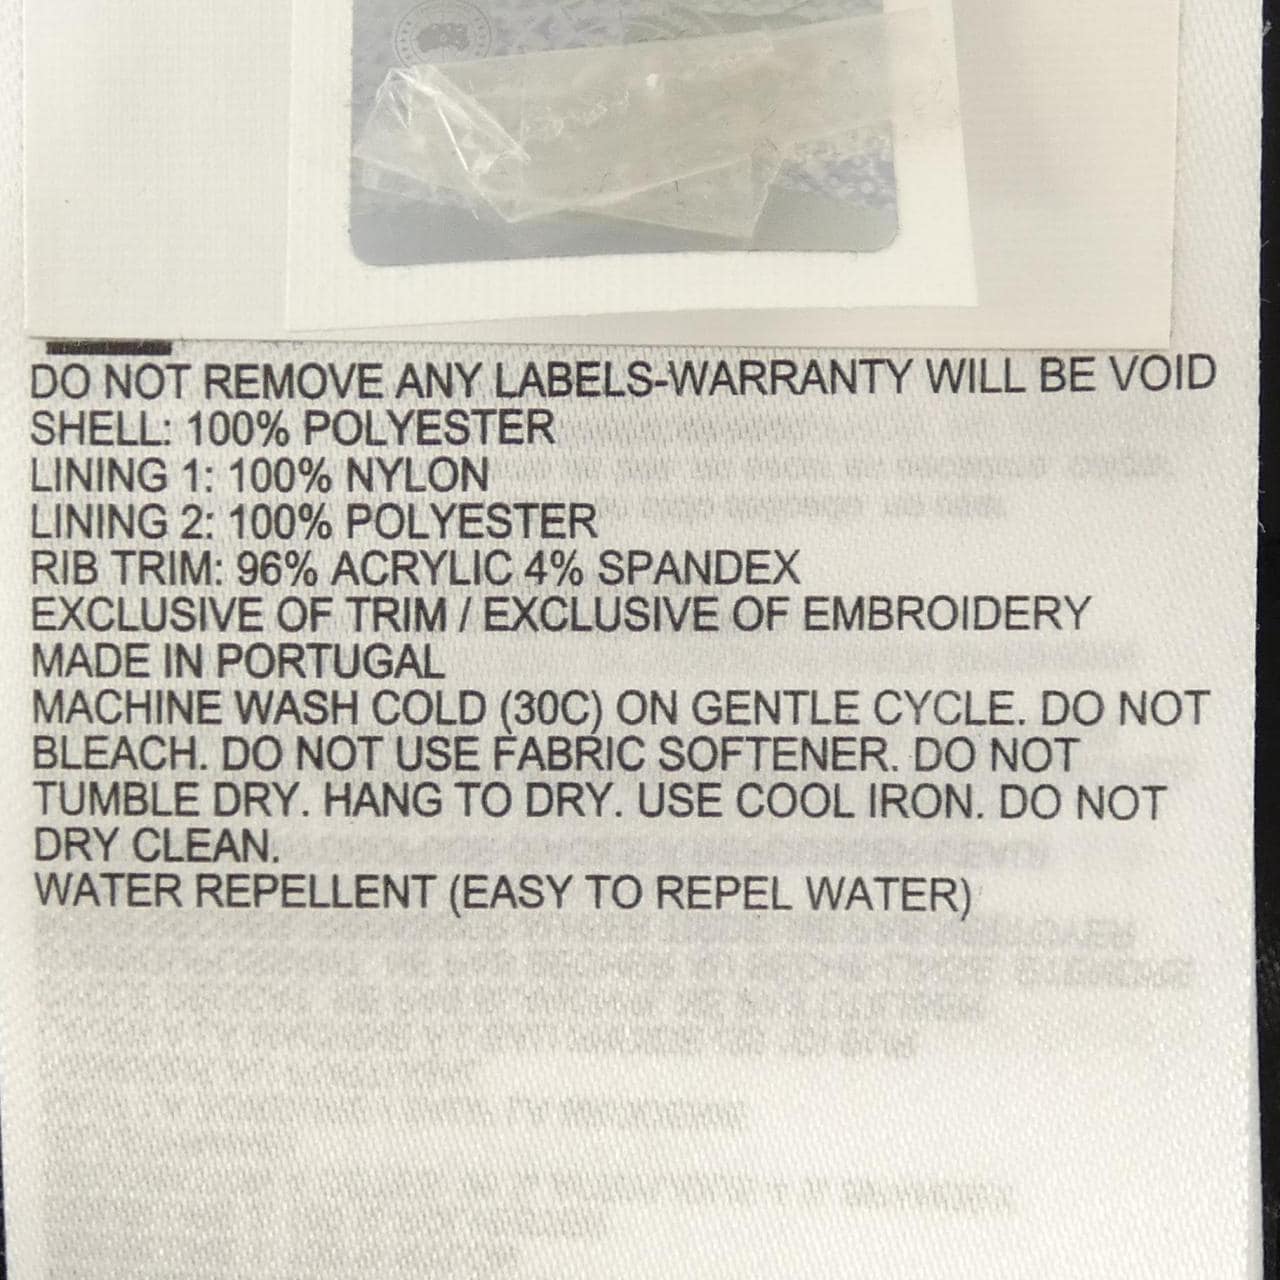 DO NOT REMOVE ANY LABELS-WARRANTY WILL BE VOID
SHELL: 100% POLYESTER
LINING 1: 100% NYLON
LINING 2: 100% POLYESTER
RIB TRIM: 96% ACRYLIC 4% SPANDEX
EXCLUSIVE OF TRIM / EXCLUSIVE OF EMBROIDERY
MADE IN PORTUGAL
MACHINE WASH COLD (30C) ON GENTLE CYCLE. DO NOT
BLEACH. DO NOT USE FABRIC SOFTENER. DO NOT
TUMBLE DRY. HANG TO DRY. USE COOL IRON. DO NOT
DRY CLEAN.
WATER REPELLENT (EASY TO REPEL WATER)